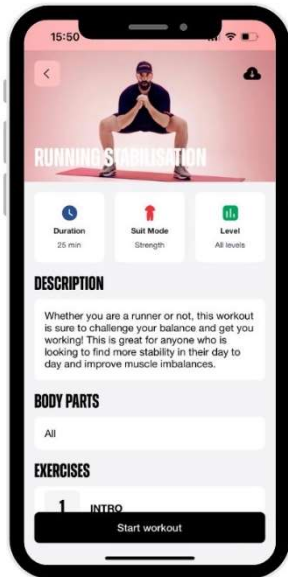 15:50
RUNNING STABILISATION
Duration
25 min
Suit Mode
Strength
Level
All levels
DESCRIPTION
Whether you are a runner or not, this workout
is sure to challenge your balance and get you
working! This is great for anyone who is
looking to find more stability in their day to
day and improve muscle imbalances.
BODY PARTS
All
EXERCISES
1 INTRO
Start workout